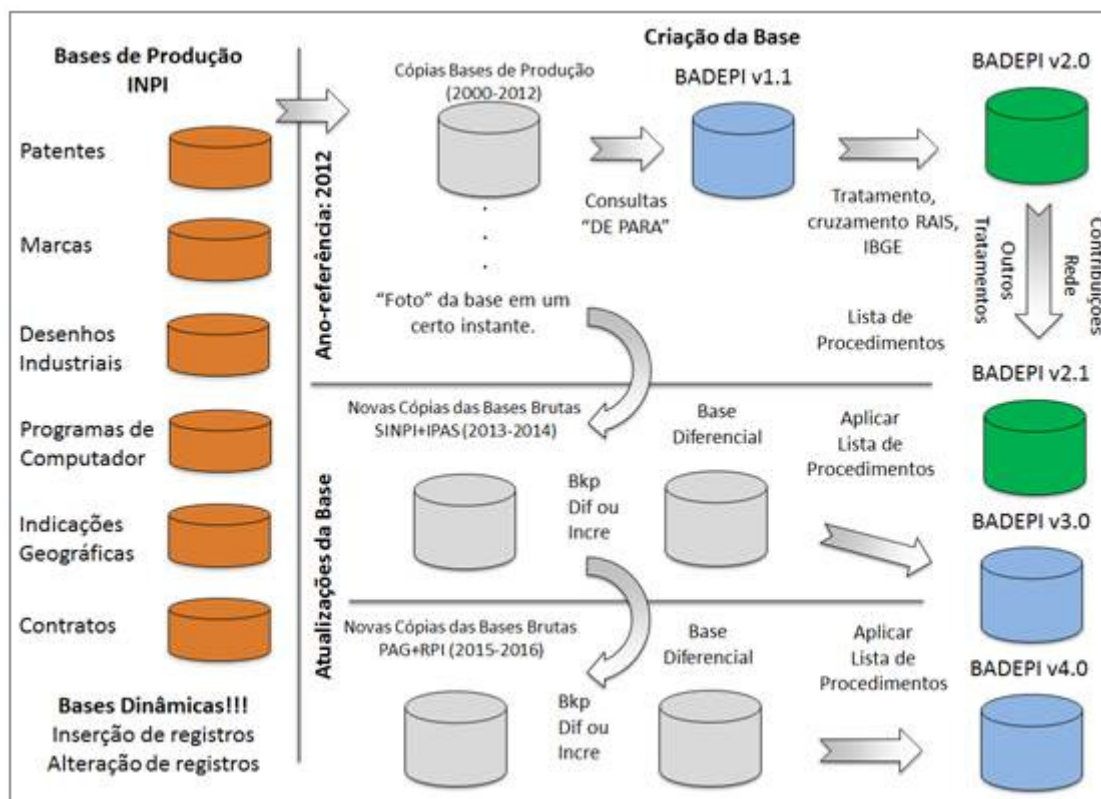 Bases de Produção
INPI
Patentes
Marcas
Desenhos
Industriais
Programas de
Computador
Indicações
Geográficas
Contratos
Bases Dinâmicas!!!
Inserção de registros
Alteração de registros
Ano-referência: 2012
Criação da Base
Cópias Bases de Produção
(2000-2012)
BADEPI v1.1
BADEPI v2.0
Consultas
“DE PARA”
Tratamento,
cruzamento RAIS,
IBGE
“Foto” da base em um
certo instante.
Lista de
Procedimentos
Contribuições
Rede
Outros
Tratamentos
BADEPI v2.1
Atualizações da Base
Novas Cópias das Bases Brutas
SINPI+IPAS (2013-2014)
Base
Diferencial
Aplicar
Lista de
Procedimentos
Bkp
Dif ou
Incre
BADEPI v3.0
Novas Cópias das Bases Brutas
PAG+RPI (2015-2016)
Base
Diferencial
Aplicar
Lista de
Procedimentos
Bkp
Dif ou
Incre
BADEPI v4.0